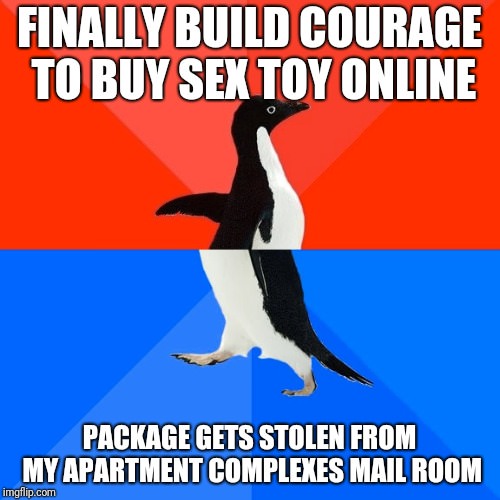 FINALLY BUILD COURAGE
TO BUY SEX TOY ONLINE
PACKAGE GETS STOLEN FROM
MY APARTMENT COMPLEXES MAIL ROOM
imgflip.com